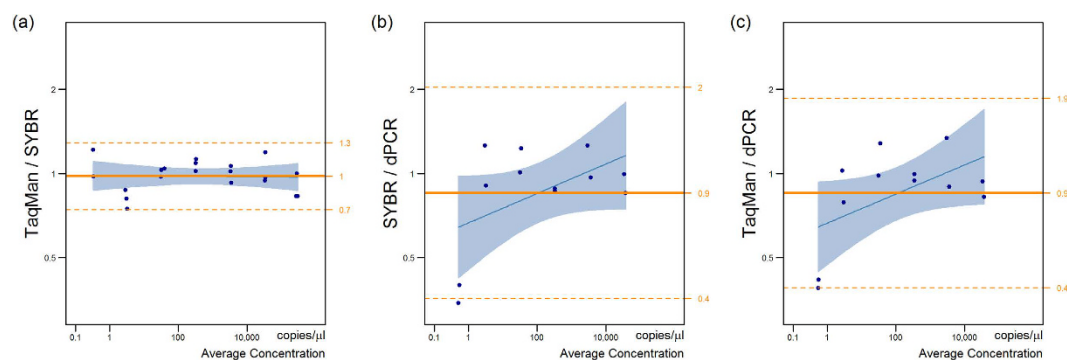 (a)
TaqMan / SYBR
2
1
0.5
1.3
1
0.7
0.1
1
100
10,000
copies/µl
Average Concentration
(b)
SYBR / dPCR
2
1
0.5
2
0.9
0.4
0.1
1
100
10,000
copies/µl
Average Concentration
(c)
TaqMan / dPCR
2
1
0.5
0.4
0.1
1
100
10,000
copies/µl
Average Concentration